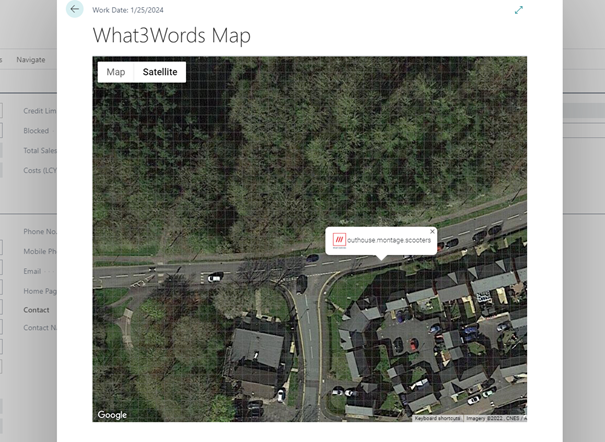 Work Date: 1/25/2024
What3Words Map
Navigate
Map Satellite
Credit Lim
Blocked
Total Sales
Costs (LCY
outhouse.montage.scooters
Phone No.
Mobile Ph
Email
Home Pag
Contact
Contact N
Google
Keyboard shortcuts Imagery ©2022, CNES / A